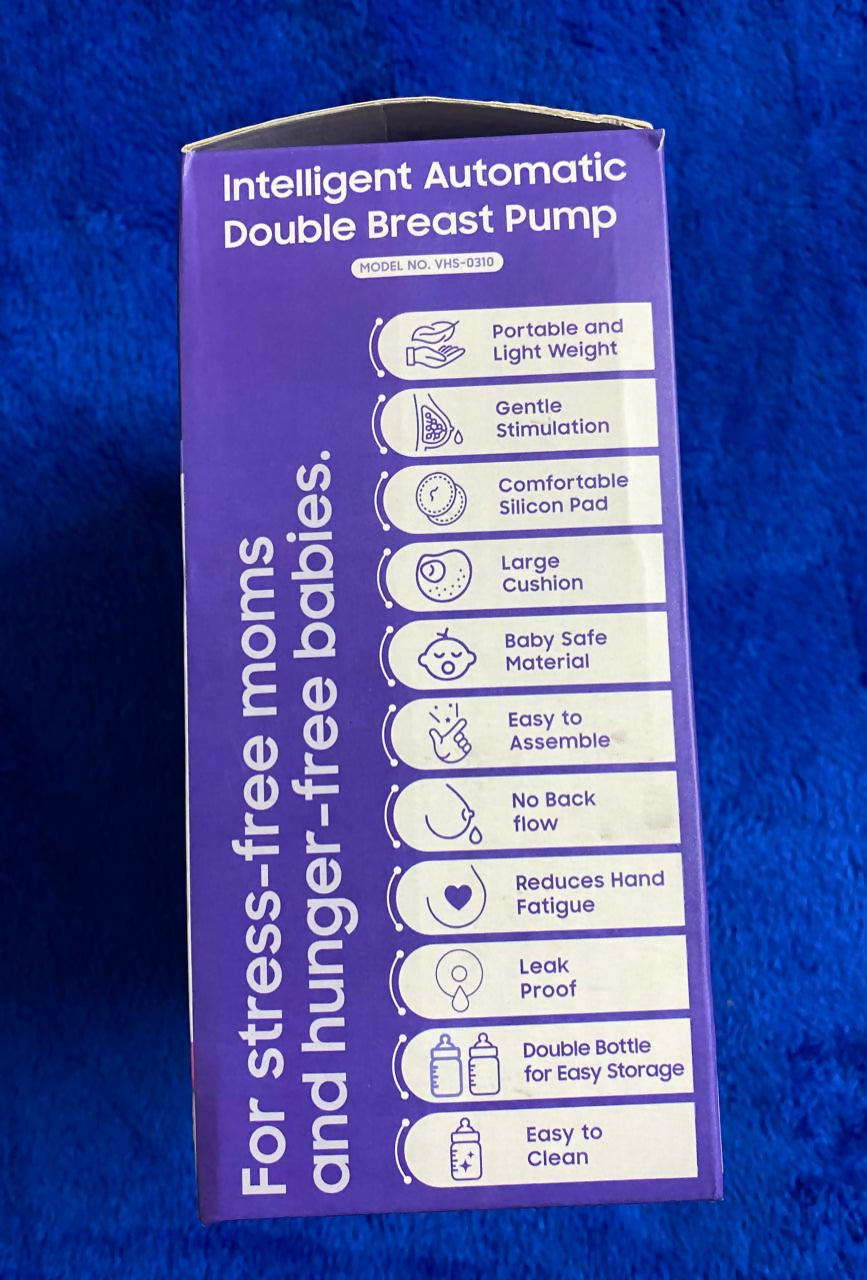 Intelligent Automatic
Double Breast Pump
MODEL NO. VHS-0310
For stress-free moms
and hunger-free babies.
Portable and
Light Weight
Gentle
Stimulation
Comfortable
Silicon Pad
Large
Cushion
Baby Safe
Material
Easy to
Assemble
No Back
flow
Reduces Hand
Fatigue
Leak
Proof
Double Bottle
for Easy Storage
Easy to
Clean